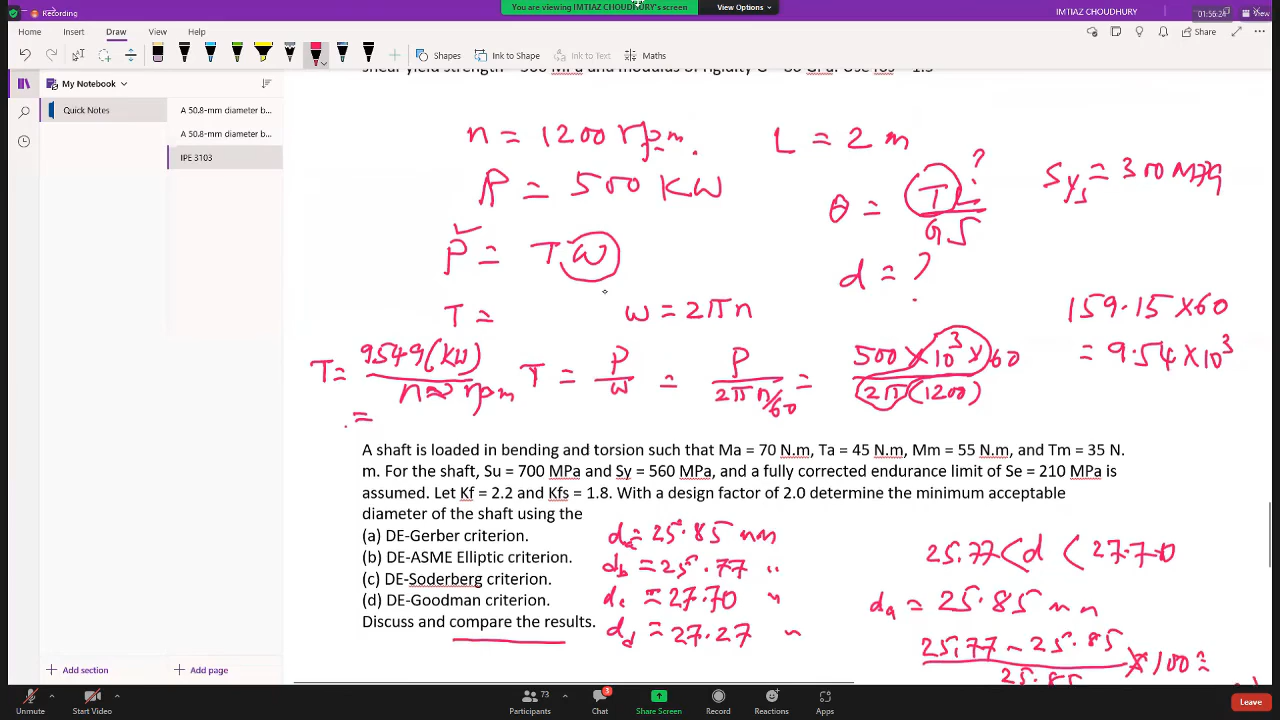 Recording
You are viewing IMTIAZ CHOUDHURY's screen
View Options
IMTIAZ CHOUDHURY
01:56:24
View
Home Insert Draw View Help
Share
Shapes
Ink to Shape
Ink to Text
Maths
My Notebook
Quick Notes
A 50.8-mm diameter b...
A 50.8-mm diameter b...
IPE 3103
n = 1200 rpm. L = 2 m
P = 500 KW
θ = TL/GJ ?
Sys = 300 MPa
P = Tω
d = ?
T = ω = 2πn
159.15 × 60
= 9.54 × 10³
T = 9549(KW)/n ≈ rpm
T = P/ω = P/2πn/60 = 500 × 10³ × 60/2π(1200)
=
A shaft is loaded in bending and torsion such that Ma = 70 N.m, Ta = 45 N.m, Mm = 55 N.m, and Tm = 35 N.
m. For the shaft, Su = 700 MPa and Sy = 560 MPa, and a fully corrected endurance limit of Se = 210 MPa is
assumed. Let Kf = 2.2 and Kfs = 1.8. With a design factor of 2.0 determine the minimum acceptable
diameter of the shaft using the
(a) DE-Gerber criterion.
(b) DE-ASME Elliptic criterion.
(c) DE-Soderberg criterion.
(d) DE-Goodman criterion.
Discuss and compare the results.
da = 25.85 mm
db = 25.77 "
dc = 27.70 "
dd = 27.27 "
25.77 < d < 27.70
da = 25.85 mm
25.77 - 25.85/25.85 × 100 =
Add section
Add page
Unmute
Start Video
73
Participants
3
Chat
Share Screen
Record
Reactions
Apps
Leave